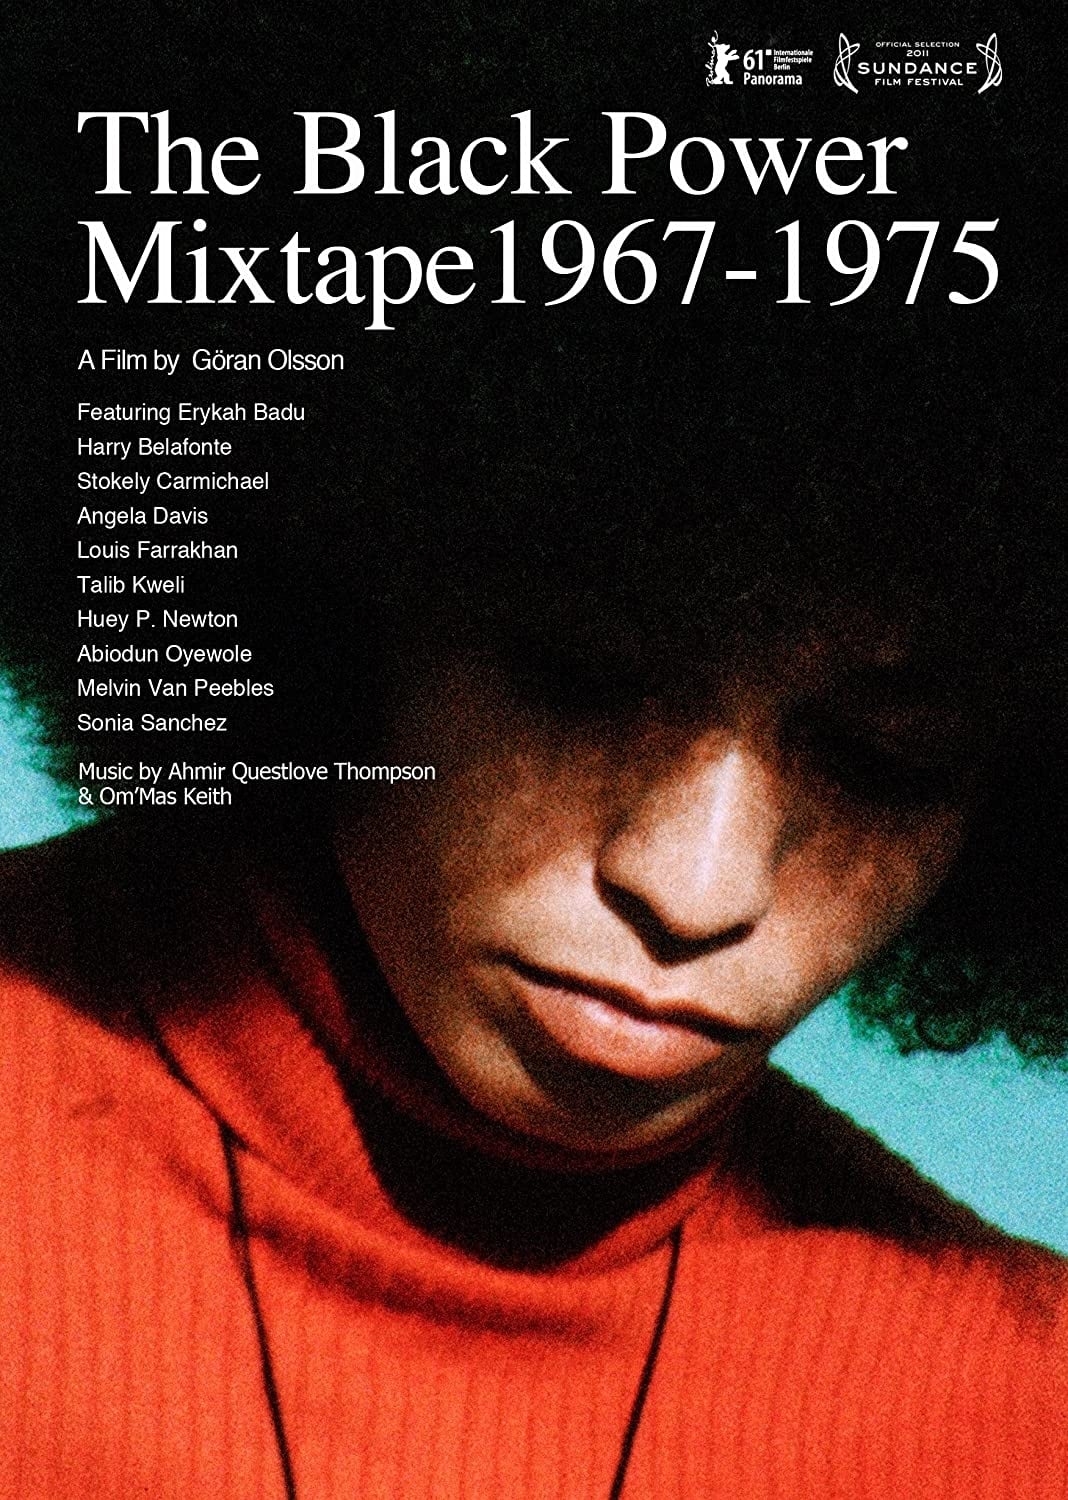 Berlinale
61. Internationale
Filmfestspiele
Berlin
Panorama
OFFICIAL SELECTION
2011
SUNDANCE
FILM FESTIVAL
The Black Power
Mixtape1967-1975
A Film by Göran Olsson
Featuring Erykah Badu
Harry Belafonte
Stokely Carmichael
Angela Davis
Louis Farrakhan
Talib Kweli
Huey P. Newton
Abiodun Oyewole
Melvin Van Peebles
Sonia Sanchez
Music by Ahmir Questlove Thompson
& Om'Mas Keith